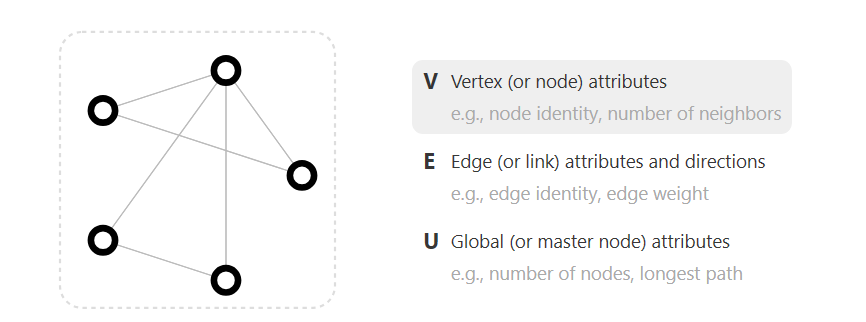 V Vertex (or node) attributes
e.g., node identity, number of neighbors
E Edge (or link) attributes and directions
e.g., edge identity, edge weight
U Global (or master node) attributes
e.g., number of nodes, longest path